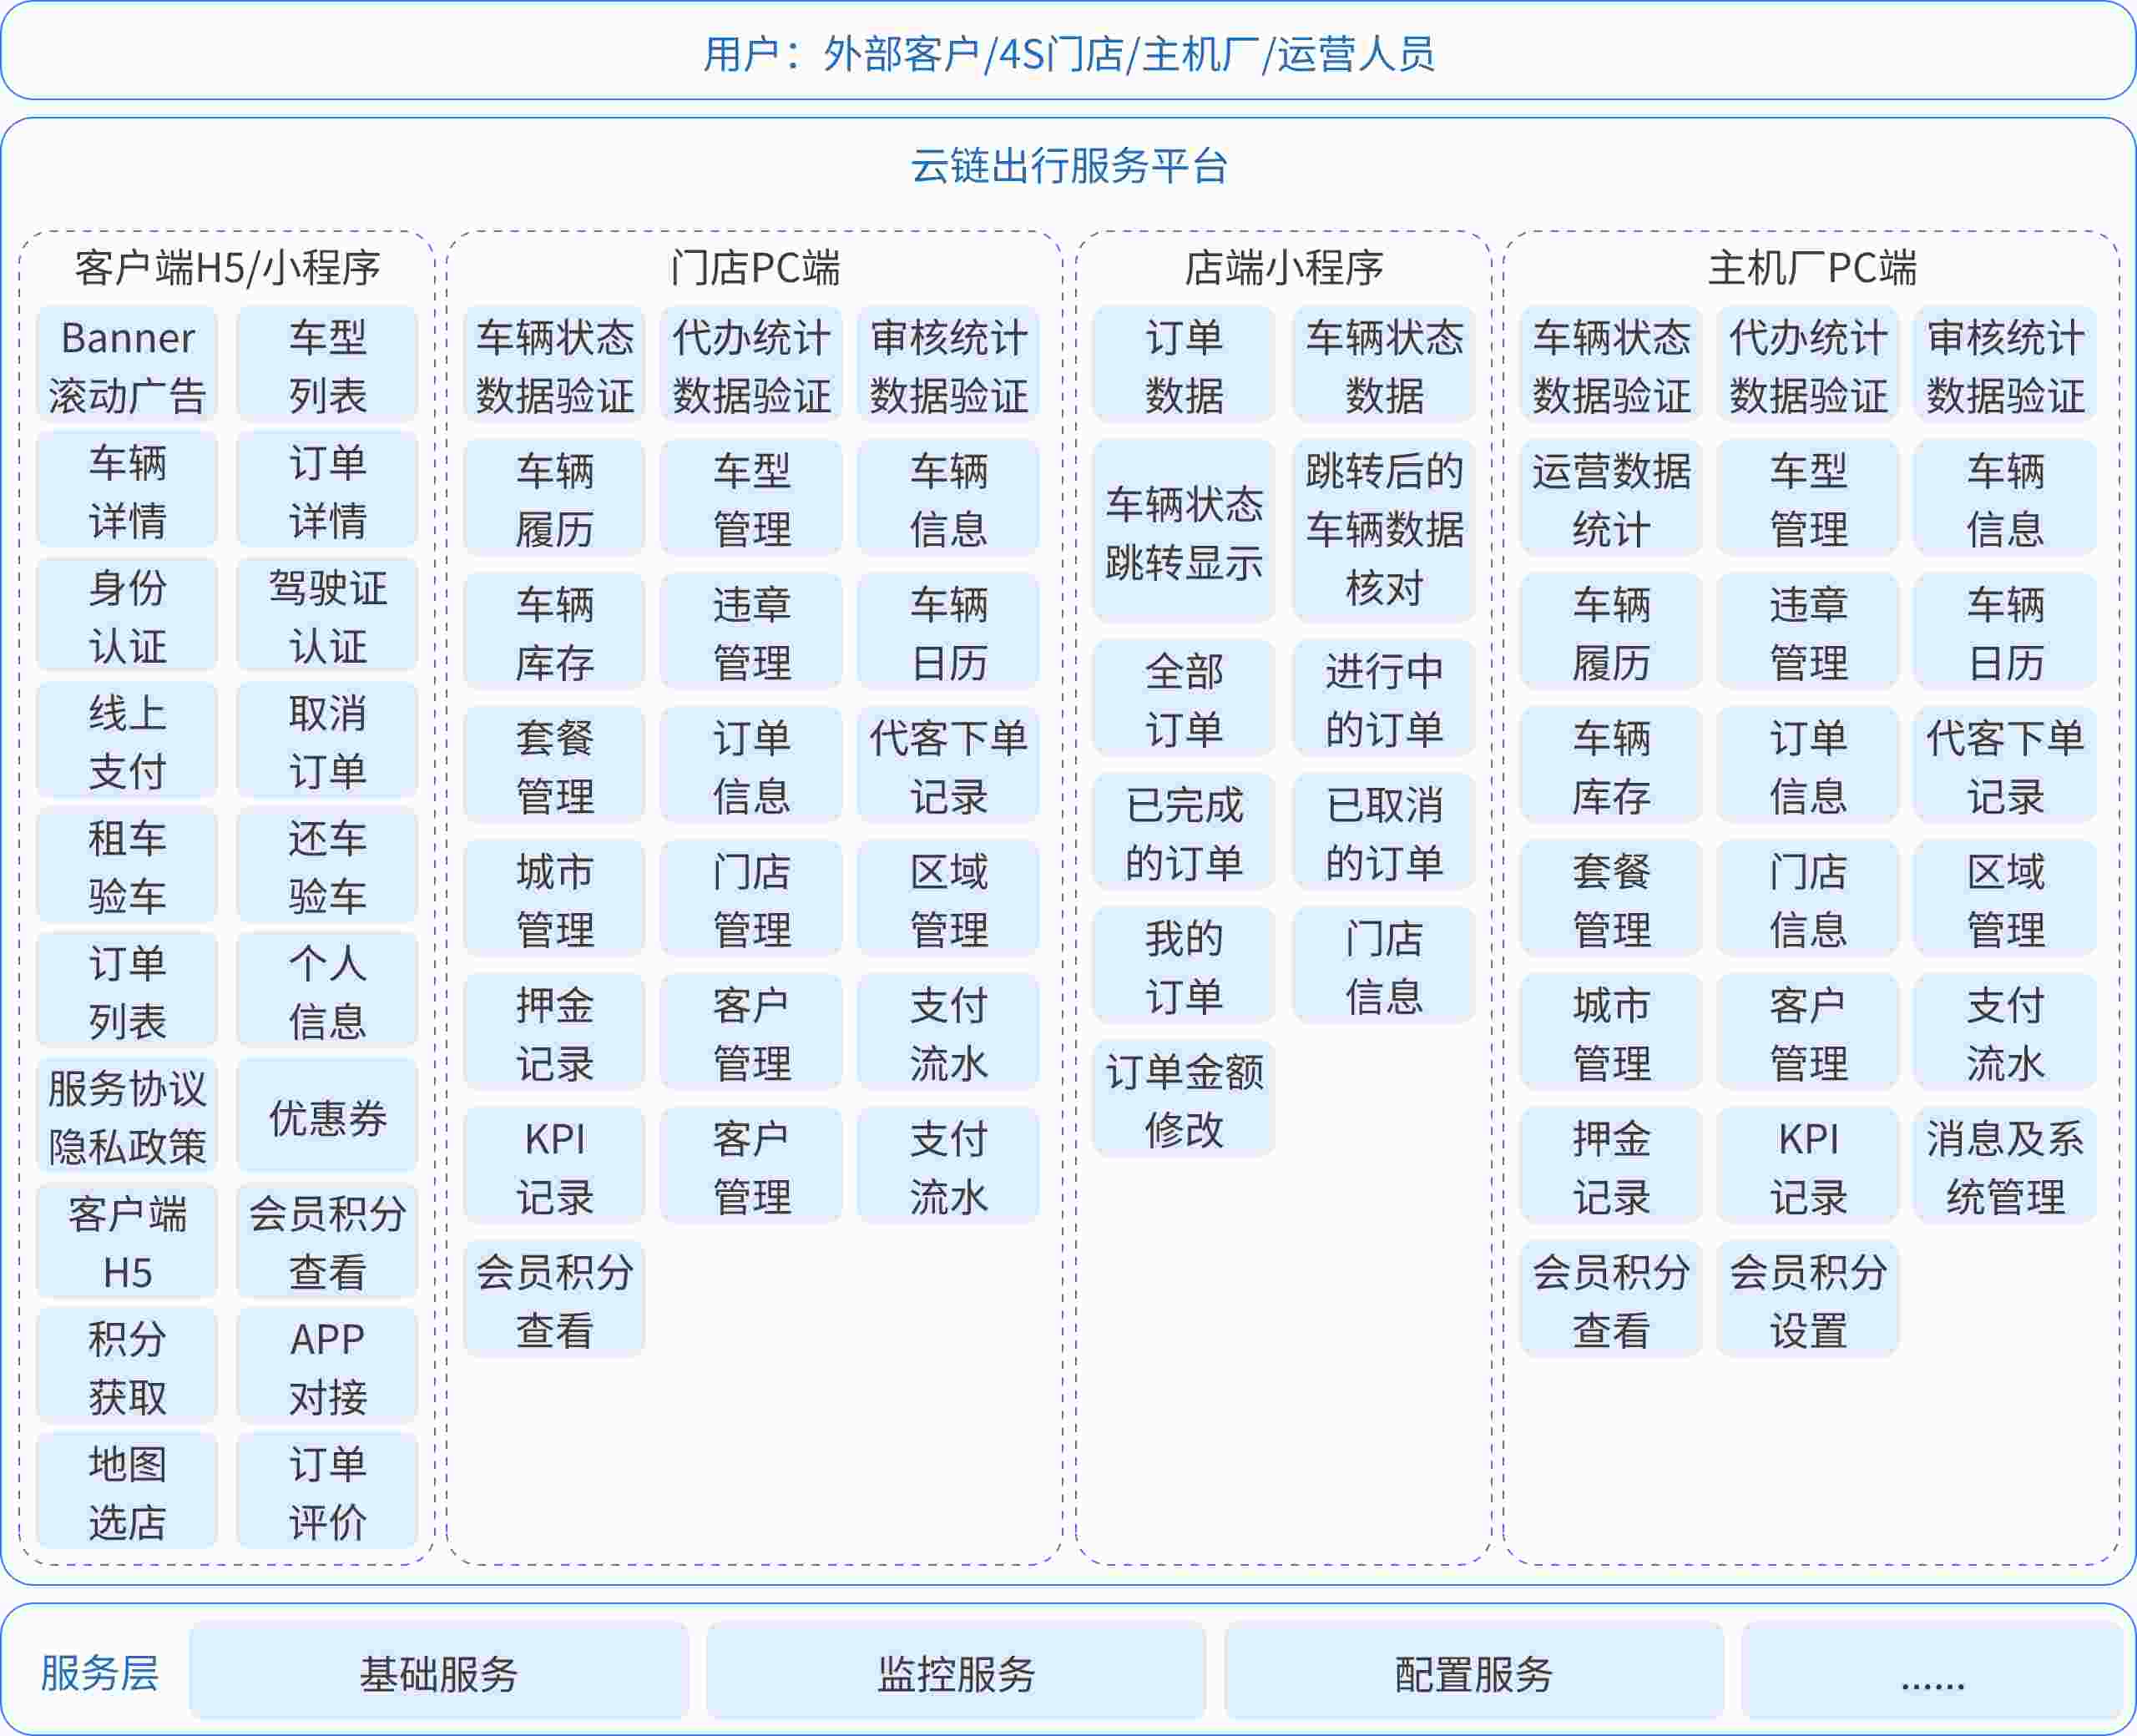 用户：外部客户/4S门店/主机厂/运营人员
云链出行服务平台
客户端H5/小程序
Banner
滚动广告
车型
列表
车辆
详情
订单
详情
身份
认证
驾驶证
认证
线上
支付
取消
订单
租车
验车
还车
验车
订单
列表
个人
信息
服务协议
隐私政策
优惠券
客户端
H5
会员积分
查看
积分
获取
APP
对接
地图
选店
订单
评价
门店PC端
车辆状态
数据验证
代办统计
数据验证
审核统计
数据验证
车辆
履历
车型
管理
车辆
信息
车辆
库存
违章
管理
车辆
日历
套餐
管理
订单
信息
代客下单
记录
城市
管理
门店
管理
区域
管理
押金
记录
客户
管理
支付
流水
KPI
记录
客户
管理
支付
流水
会员积分
查看
店端小程序
订单
数据
车辆状态
数据
车辆状态
跳转显示
跳转后的
车辆数据
核对
全部
订单
进行中
的订单
已完成
的订单
已取消
的订单
我的
订单
门店
信息
订单金额
修改
主机厂PC端
车辆状态
数据验证
代办统计
数据验证
审核统计
数据验证
运营数据
统计
车型
管理
车辆
信息
车辆
履历
违章
管理
车辆
日历
车辆
库存
订单
信息
代客下单
记录
套餐
管理
门店
信息
区域
管理
城市
管理
客户
管理
支付
流水
押金
记录
KPI
记录
消息及系
统管理
会员积分
查看
会员积分
设置
服务层
基础服务
监控服务
配置服务
......